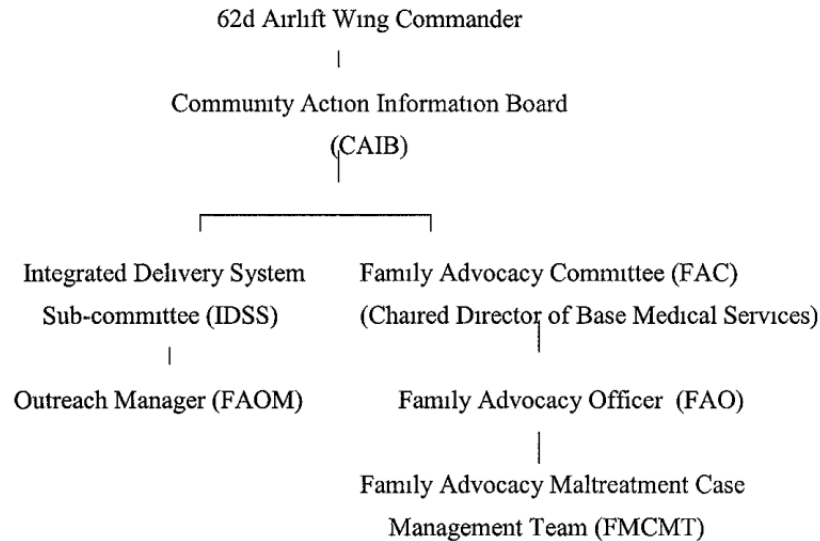 62d Airlift Wing Commander
Community Action Information Board
(CAIB)
Integrated Delivery System
Sub-committee (IDSS)
Outreach Manager (FAOM)
Family Advocacy Committee (FAC)
(Chaired Director of Base Medical Services)
Family Advocacy Officer (FAO)
Family Advocacy Maltreatment Case
Management Team (FMCMT)